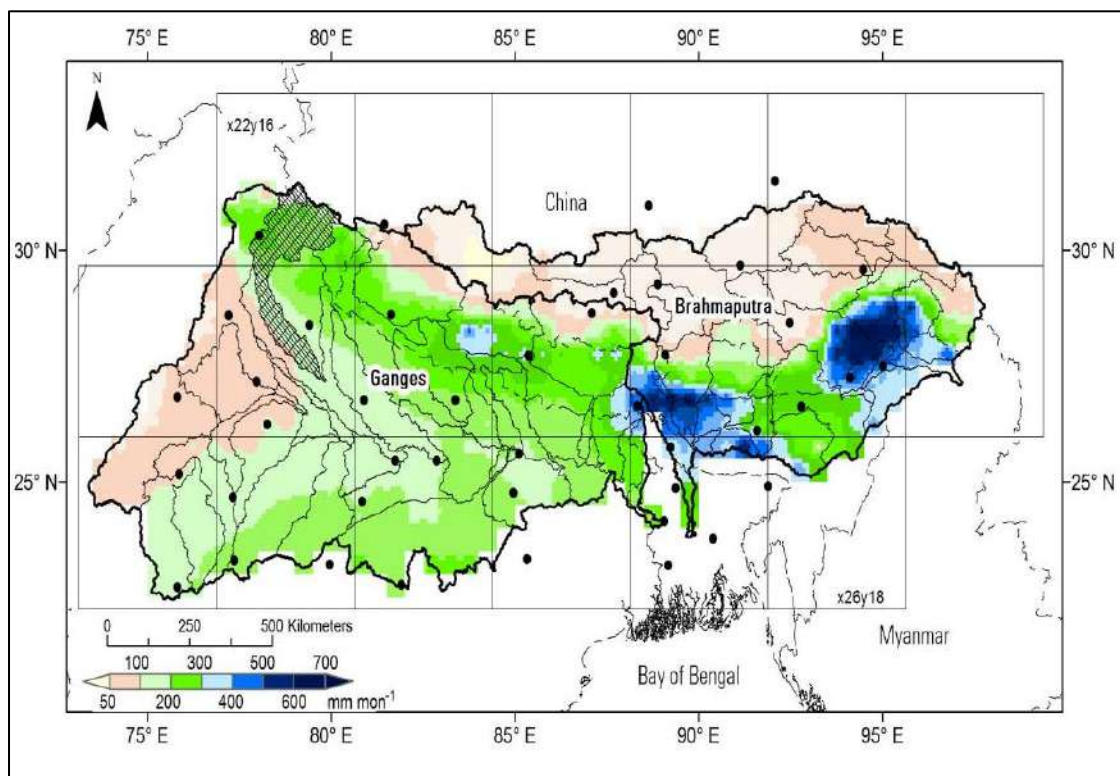 75° E 80° E 85° E 90° E 95° E
N
x22y16
China
30° N 30° N
Brahmaputra
Ganges
25° N 25° N
x26y18
0 250 500 Kilometers
Myanmar
Bay of Bengal
100 300 500 700
50 200 400 600 mm mon⁻¹
75° E 80° E 85° E 90° E 95° E